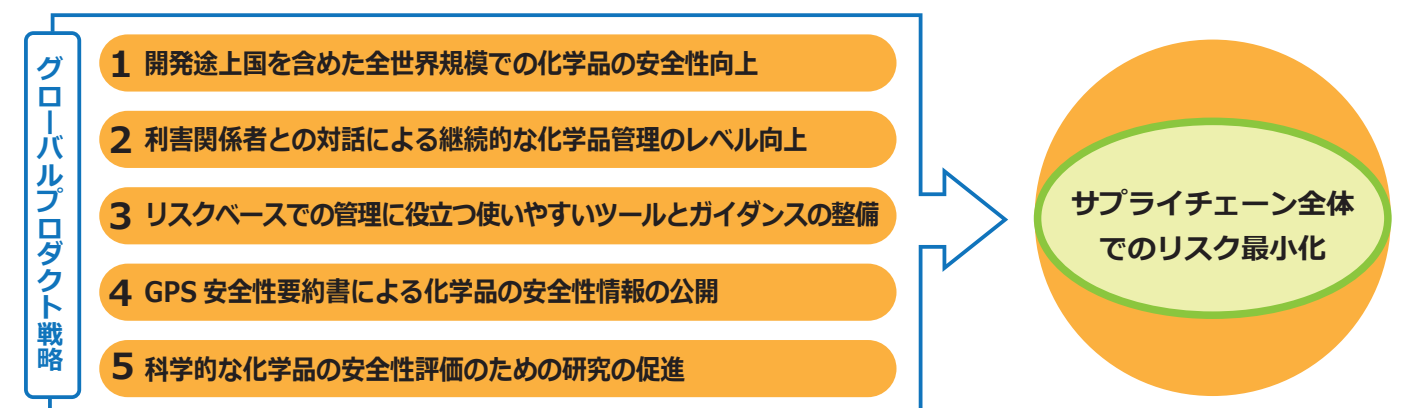 グローバルプロダクト戦略
1 開発途上国を含めた全世界規模での化学品の安全性向上
2 利害関係者との対話による継続的な化学品管理のレベル向上
3 リスクベースでの管理に役立つ使いやすいツールとガイダンスの整備
4 GPS 安全性要約書による化学品の安全性情報の公開
5 科学的な化学品の安全性評価のための研究の促進
サプライチェーン全体
でのリスク最小化